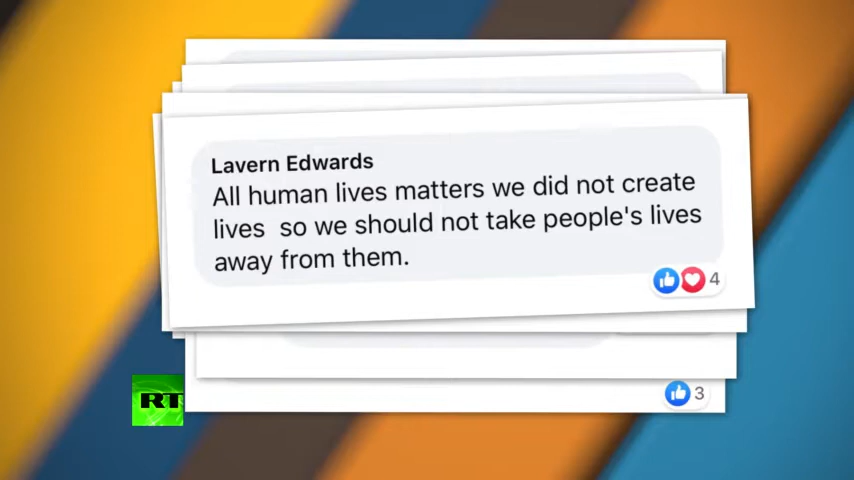 Lavern Edwards
All human lives matters we did not create
lives so we should not take people's lives
away from them.
4
3
RT